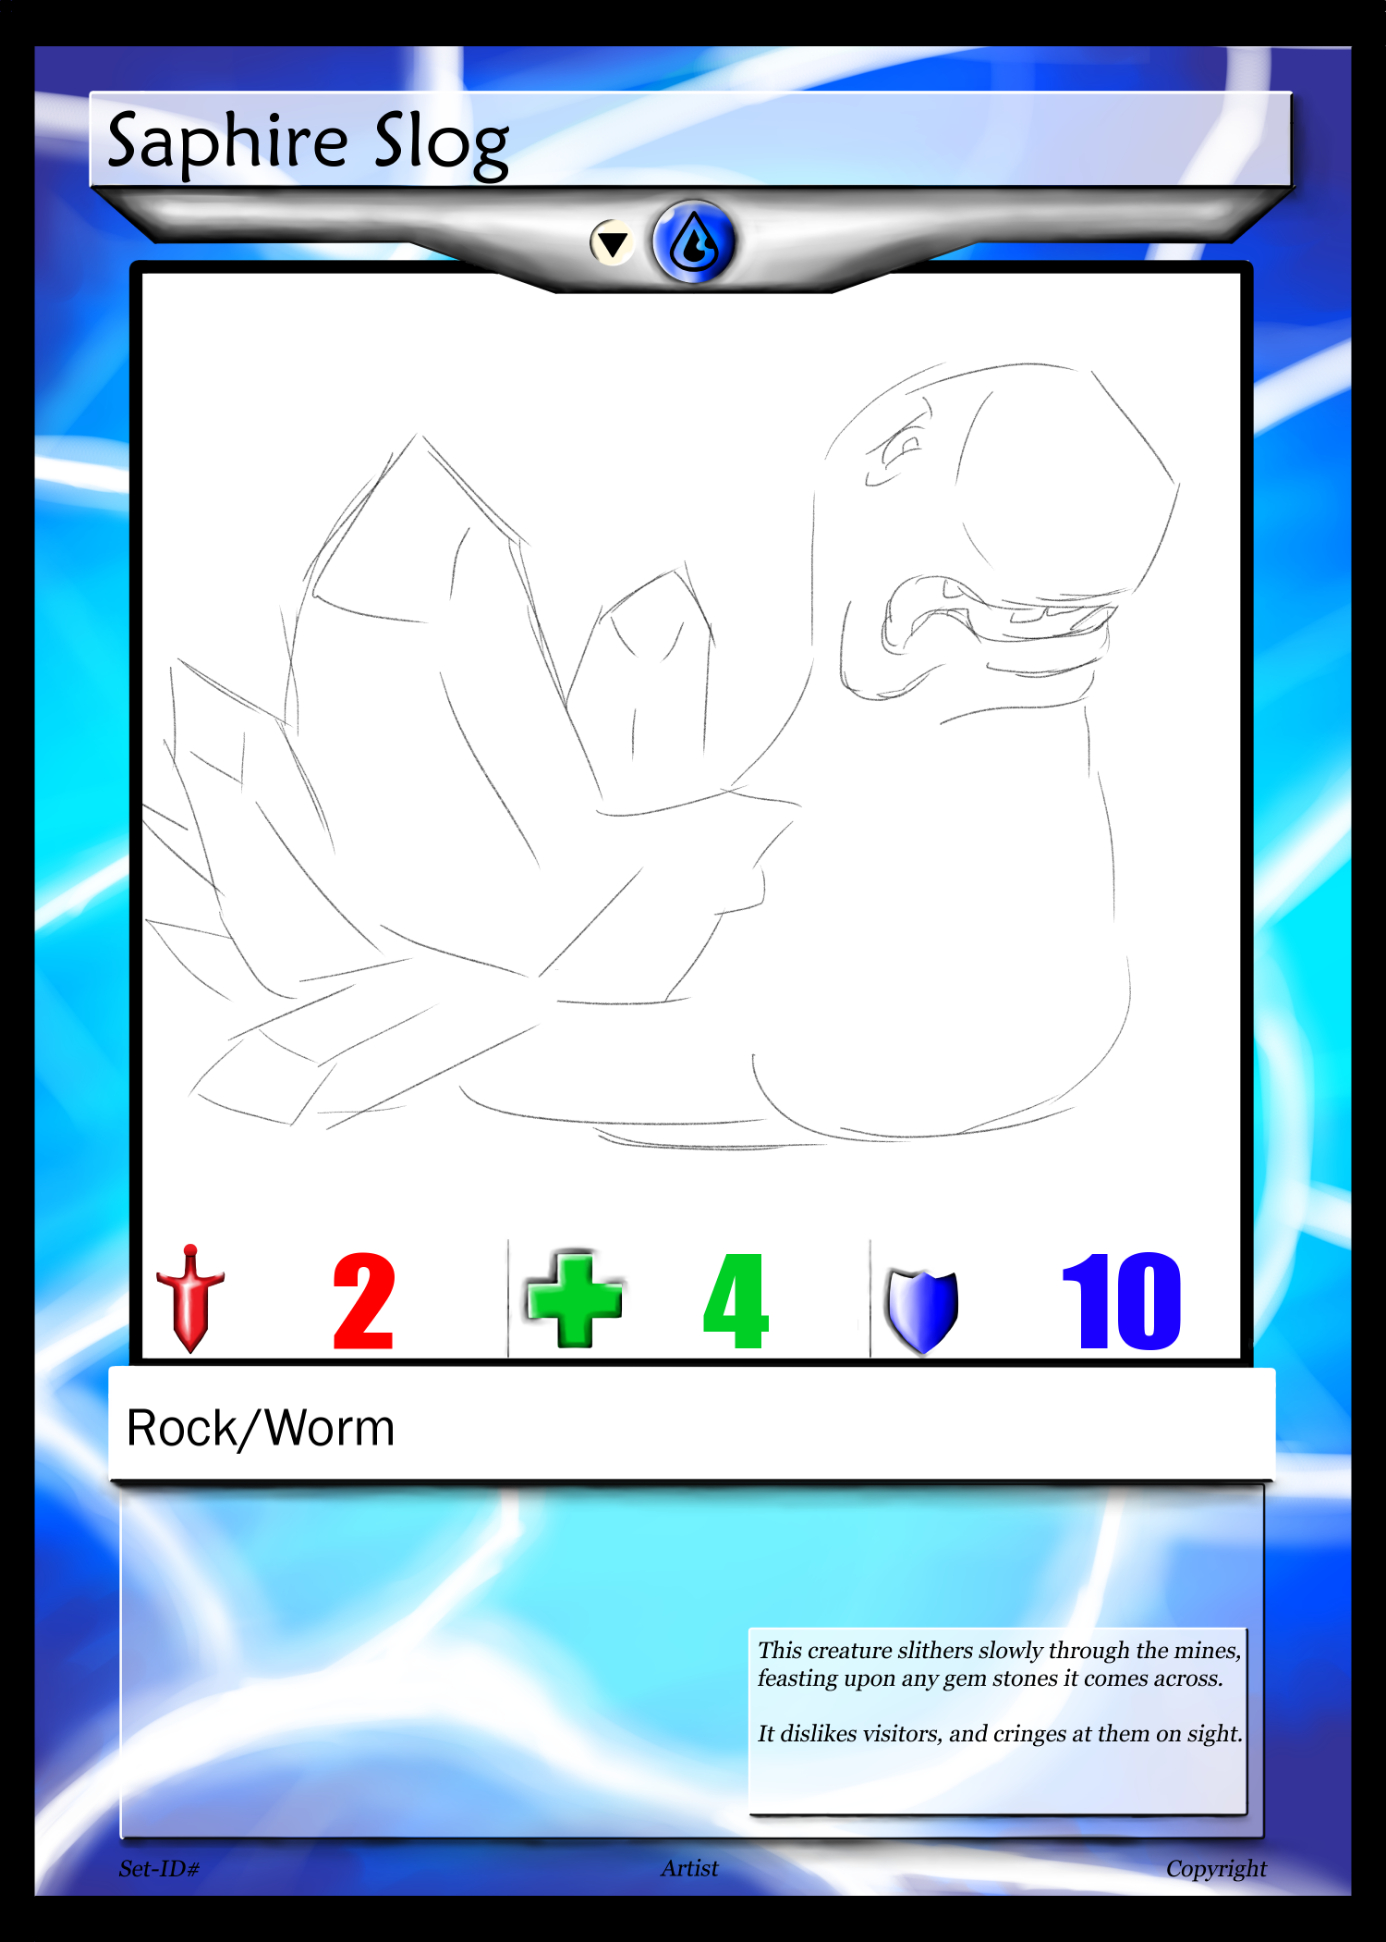 Saphire Slog
2 4 10
Rock/Worm
This creature slithers slowly through the mines,
feasting upon any gem stones it comes across.
It dislikes visitors, and cringes at them on sight.
Set-ID# Artist Copyright